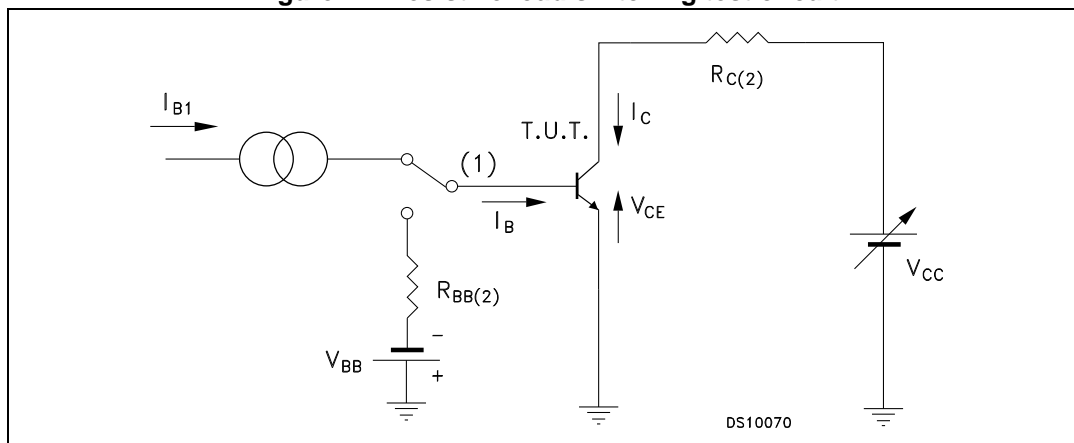 R_C(2)
I_B1
I_C
T.U.T.
(1)
V_CE
I_B
V_CC
R_BB(2)
−
V_BB
+
DS10070